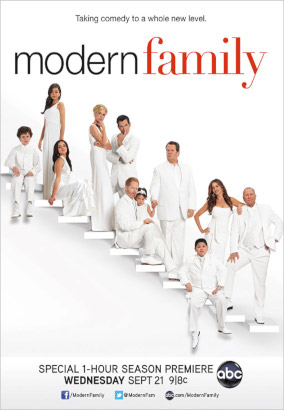 Taking comedy to a whole new level.
modern family
SPECIAL 1-HOUR SEASON PREMIERE
WEDNESDAY SEPT 21 9|8c
abc
/ModernFamily
@ModernFam
abc.com/ModernFamily